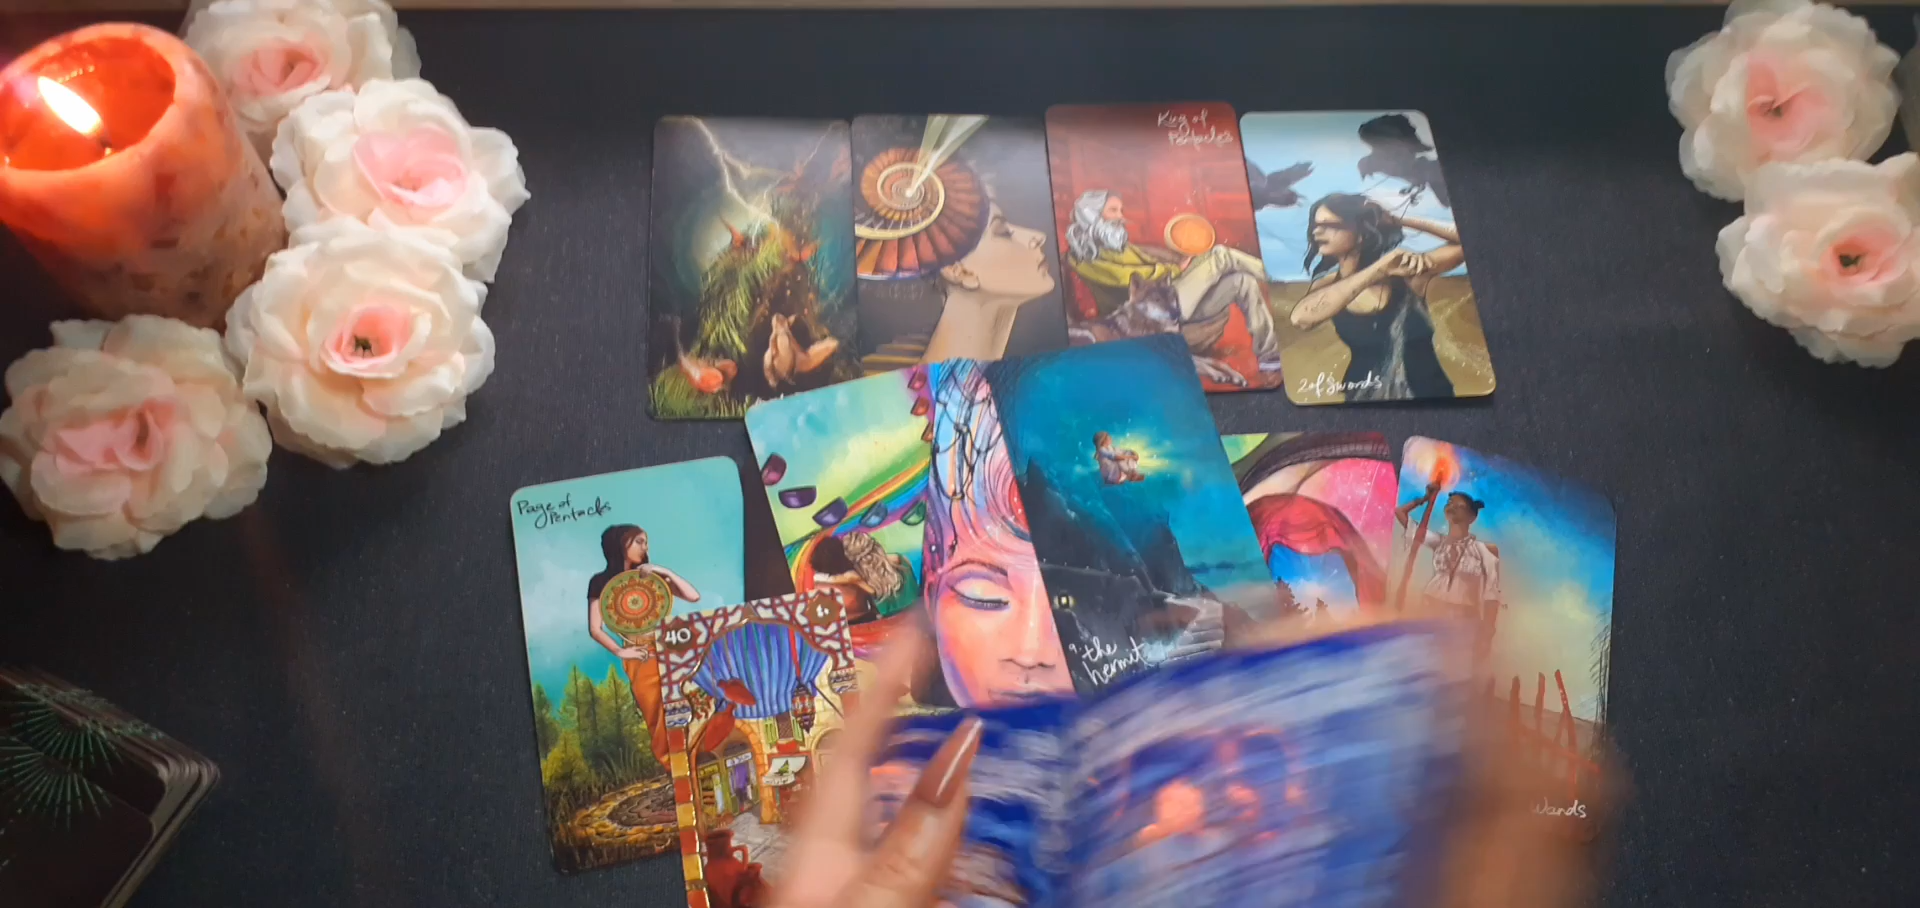 King of
Pentacles
2 of Swords
Page of
Pentacles
40
9.
the
hermit
Wands